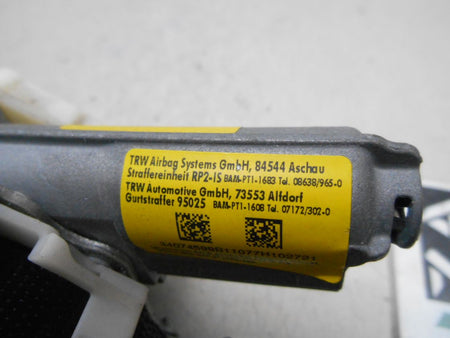 TRW Airbag Systems GmbH, 84544 Aschau
Straffereinheit RP2-IS BAM-PT1-1683 Tel. 08638/965-0
TRW Automotive GmbH, 73553 Alfdorf
Gurtstraffer 95025 BAM-PT1-1608 Tel. 07172/302-0